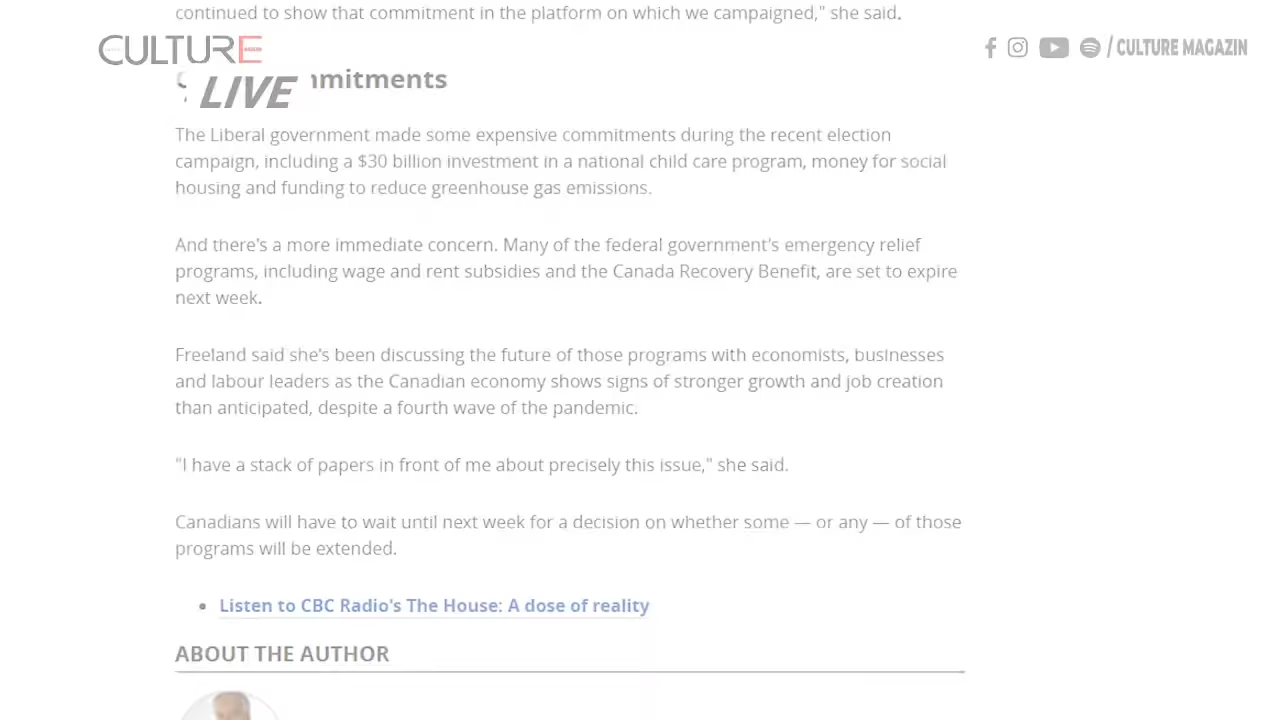 continued to show that commitment in the platform on which we campaigned," she said.
CULTURE
/ CULTURE MAGAZIN
LIVE
mmitments
The Liberal government made some expensive commitments during the recent election
campaign, including a $30 billion investment in a national child care program, money for social
housing and funding to reduce greenhouse gas emissions.
And there's a more immediate concern. Many of the federal government's emergency relief
programs, including wage and rent subsidies and the Canada Recovery Benefit, are set to expire
next week.
Freeland said she's been discussing the future of those programs with economists, businesses
and labour leaders as the Canadian economy shows signs of stronger growth and job creation
than anticipated, despite a fourth wave of the pandemic.
"I have a stack of papers in front of me about precisely this issue," she said.
Canadians will have to wait until next week for a decision on whether some — or any — of those
programs will be extended.
• Listen to CBC Radio's The House: A dose of reality
ABOUT THE AUTHOR